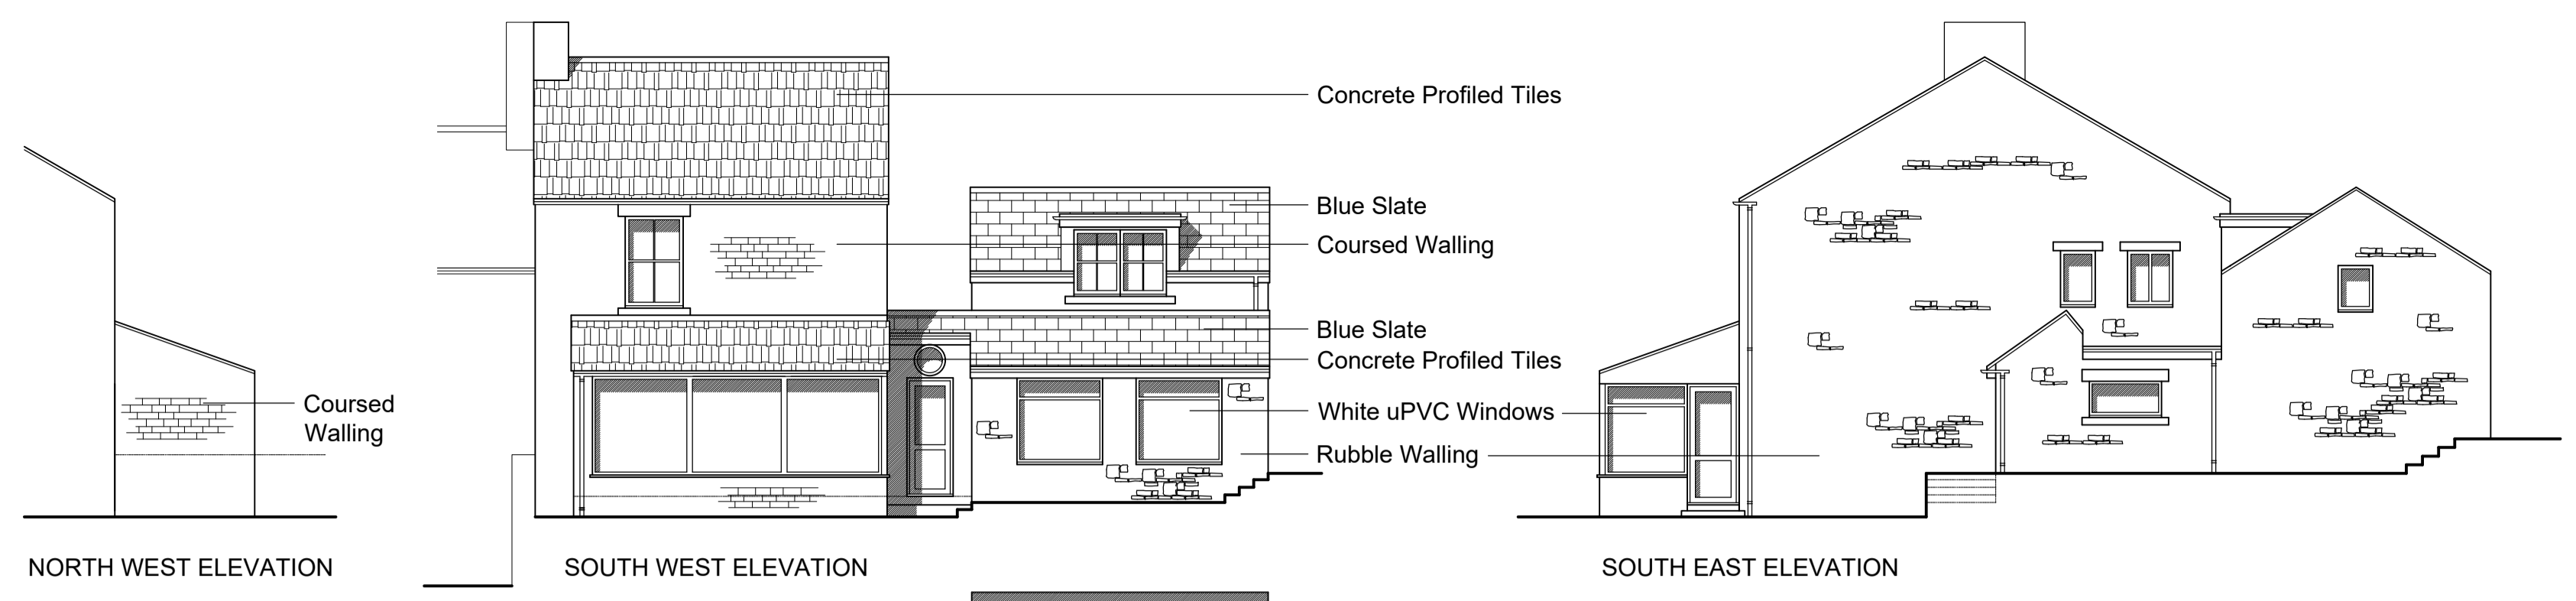 Concrete Profiled Tiles
Blue Slate
Coursed Walling
Blue Slate
Concrete Profiled Tiles
Coursed
Walling
White uPVC Windows
Rubble Walling
NORTH WEST ELEVATION
SOUTH WEST ELEVATION
SOUTH EAST ELEVATION